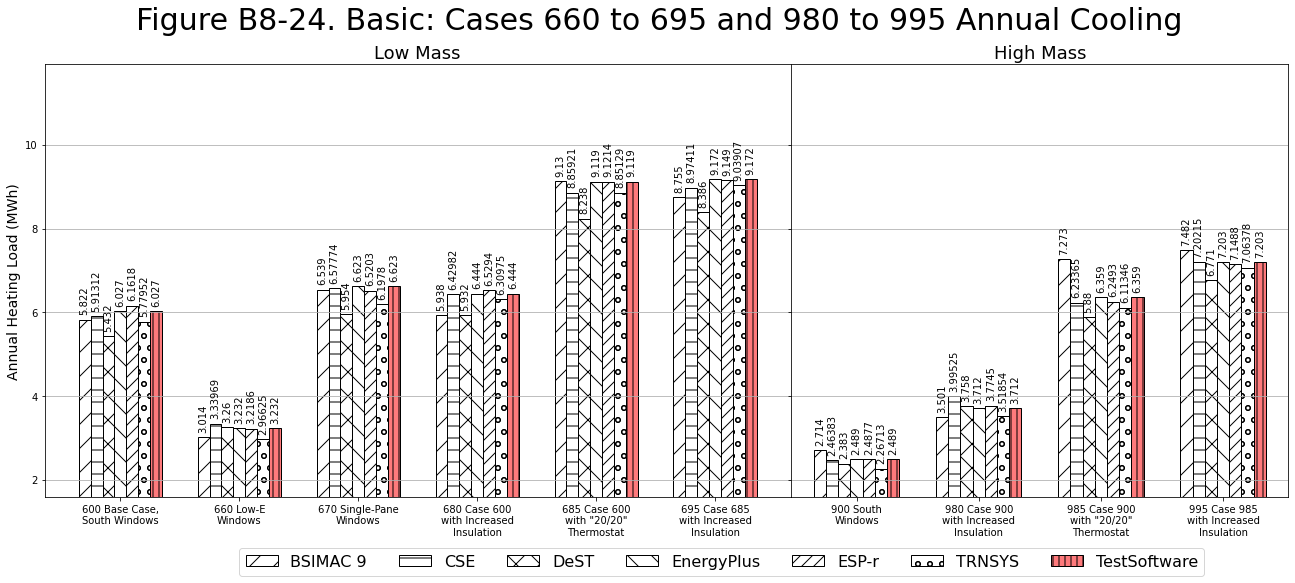 Figure B8-24. Basic: Cases 660 to 695 and 980 to 995 Annual Cooling
Low Mass
High Mass
Annual Heating Load (MWh)
10
8
6
4
2
5.822
5.91312
5.432
6.027
6.1618
5.77952
6.027
3.014
3.33969
3.26
3.232
3.2186
2.96625
3.232
6.539
6.57774
5.954
6.623
6.5203
6.1978
6.623
5.938
6.42982
5.932
6.444
6.5294
6.30975
6.444
9.13
8.85921
8.238
9.119
9.1214
8.85129
9.119
8.755
8.97411
8.386
9.172
9.149
9.03907
9.172
2.714
2.46383
2.383
2.489
2.4877
2.26713
2.489
3.501
3.99525
3.758
3.712
3.7745
3.51854
3.712
7.273
6.23365
5.88
6.359
6.2493
6.11346
6.359
7.482
7.20215
6.771
7.203
7.1488
7.06378
7.203
600 Base Case,
South Windows
660 Low-E
Windows
670 Single-Pane
Windows
680 Case 600
with Increased
Insulation
685 Case 600
with "20/20"
Thermostat
695 Case 685
with Increased
Insulation
900 South
Windows
980 Case 900
with Increased
Insulation
985 Case 900
with "20/20"
Thermostat
995 Case 985
with Increased
Insulation
BSIMAC 9
CSE
DeST
EnergyPlus
ESP-r
TRNSYS
TestSoftware